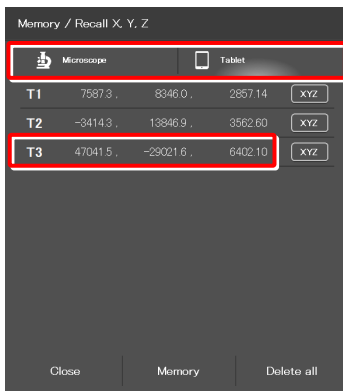 Memory / Recall X, Y, Z
Microscope Tablet
T1 7587.3 , 8346.0 , 2857.14 XYZ
T2 -3414.3 , 13846.9 , 3562.60 XYZ
T3 47041.5 , -29021.6 , 6402.10 XYZ
Close Memory Delete all